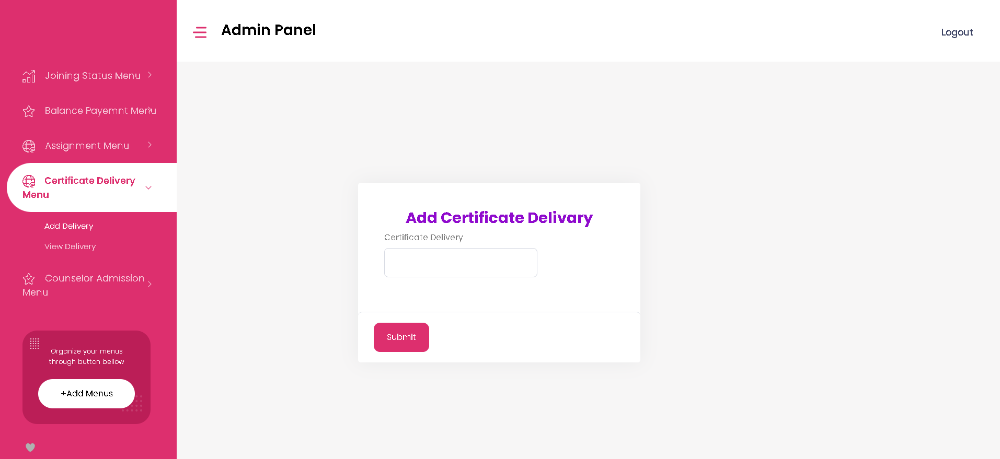 Admin Panel
Logout
Joining Status Menu
Balance Payemnt Menu
Assignment Menu
Certificate Delivery
Menu
Add Delivery
View Delivery
Counselor Admission
Menu
Organize your menus
through button bellow
+Add Menus
Add Certificate Delivary
Certificate Delivery
Submit